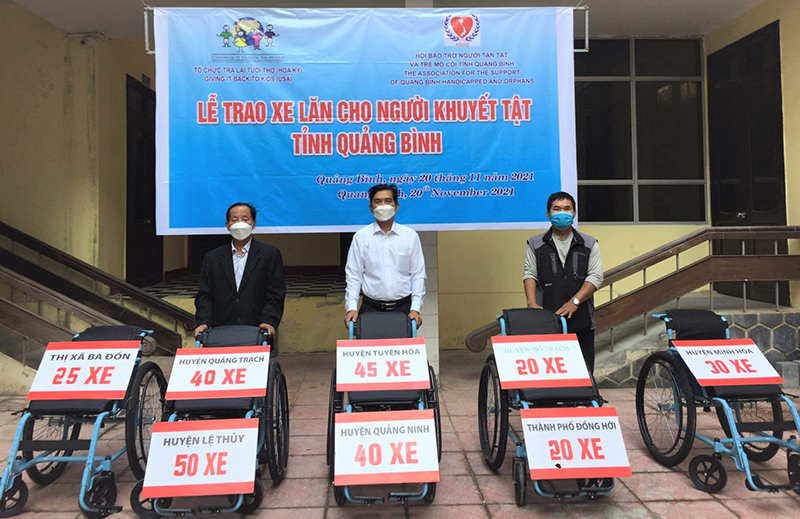 TỔ CHỨC TRẢ LẠI TUỔI THƠ (HOA KỲ)
GIVING IT BACK TO KIDS (USA)
HỘI BẢO TRỢ NGƯỜI TÀN TẬT
VÀ TRẺ MỒ CÔI TỈNH QUẢNG BÌNH
THE ASSOCIATION FOR THE SUPPORT
OF QUANG BINH HANDICAPPED AND ORPHANS
LỄ TRAO XE LĂN CHO NGƯỜI KHUYẾT TẬT
TỈNH QUẢNG BÌNH
Quảng Bình, ngày 20 tháng 11 năm 2021
20th November 2021
THỊ XÃ BA ĐỒN
25 XE
HUYỆN QUẢNG TRẠCH
40 XE
HUYỆN TUYÊN HÓA
45 XE
HUYỆN BỐ TRẠCH
20 XE
HUYỆN MINH HÓA
30 XE
HUYỆN LỆ THỦY
50 XE
HUYỆN QUẢNG NINH
40 XE
THÀNH PHỐ ĐỒNG HỚI
20 XE